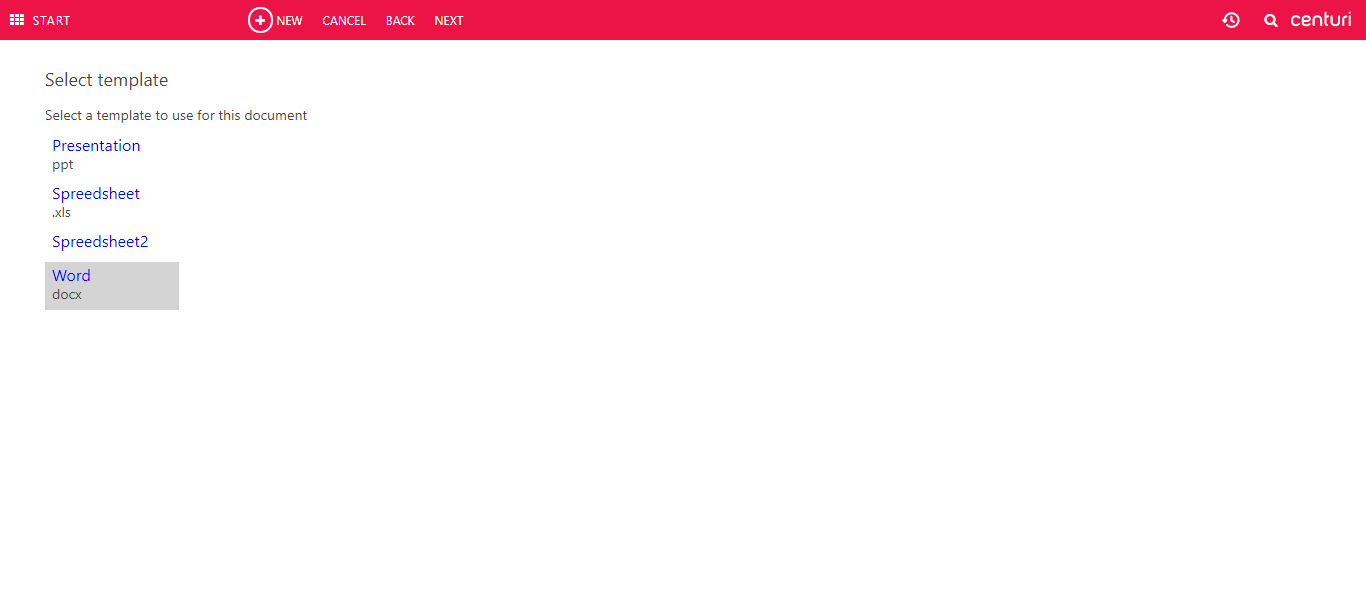 START NEW CANCEL BACK NEXT centuri
Select template
Select a template to use for this document
Presentation
ppt
Spreedsheet
.xls
Spreedsheet2
Word
docx